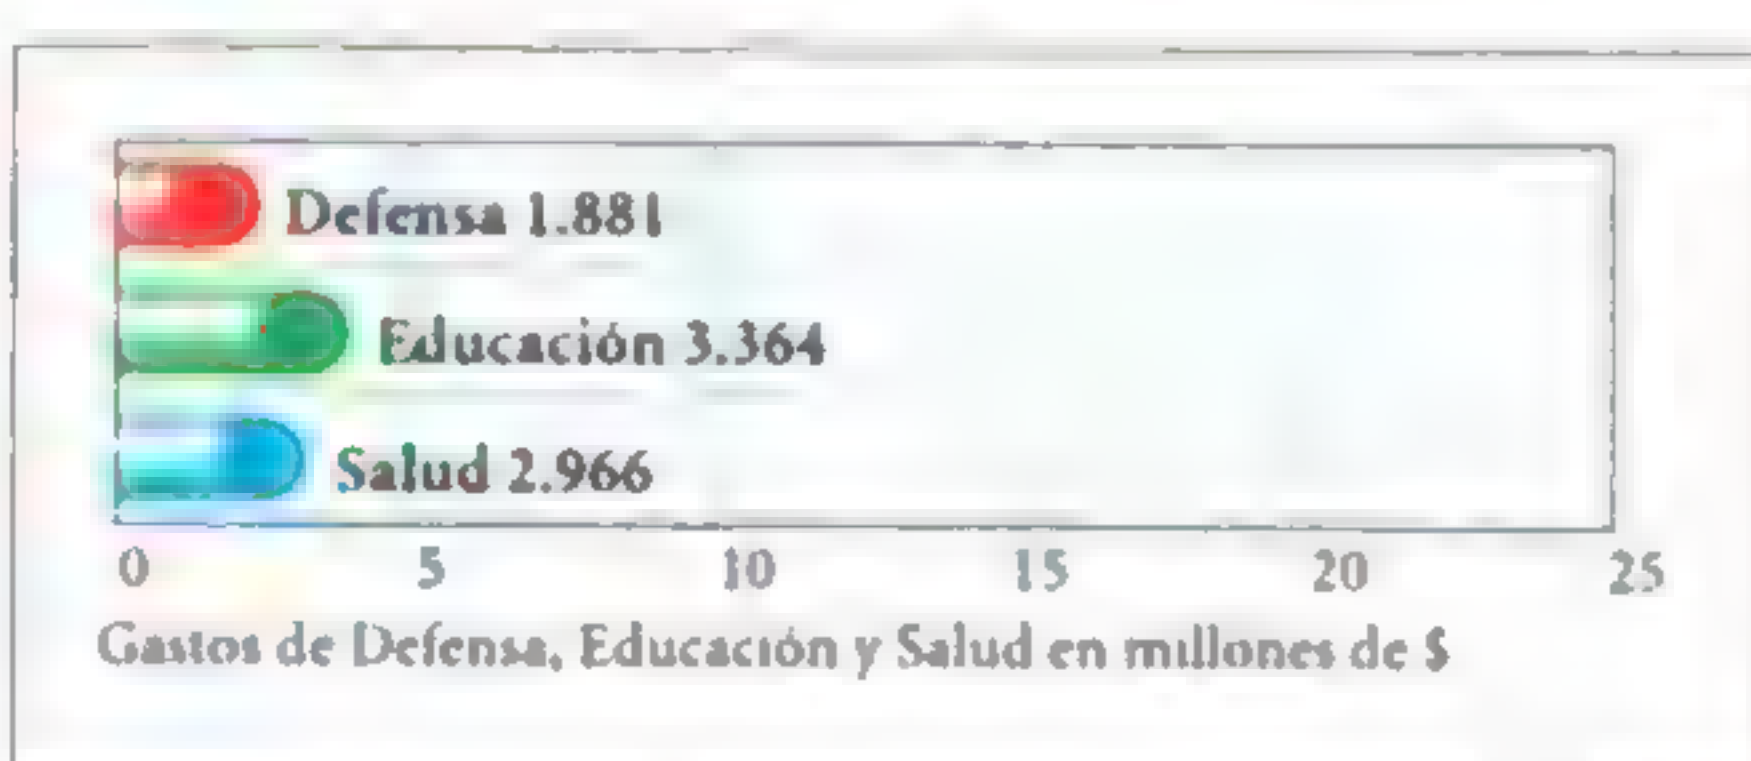 Defensa 1.881
Educación 3.364
Salud 2.966
0 5 10 15 20 25
Gastos de Defensa, Educación y Salud en millones de $